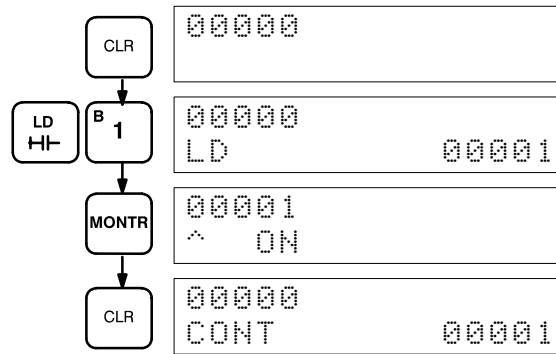 CLR
00000
LD
B
1
00000
LD 00001
MONTR
00001
^ ON
CLR
00000
CONT 00001